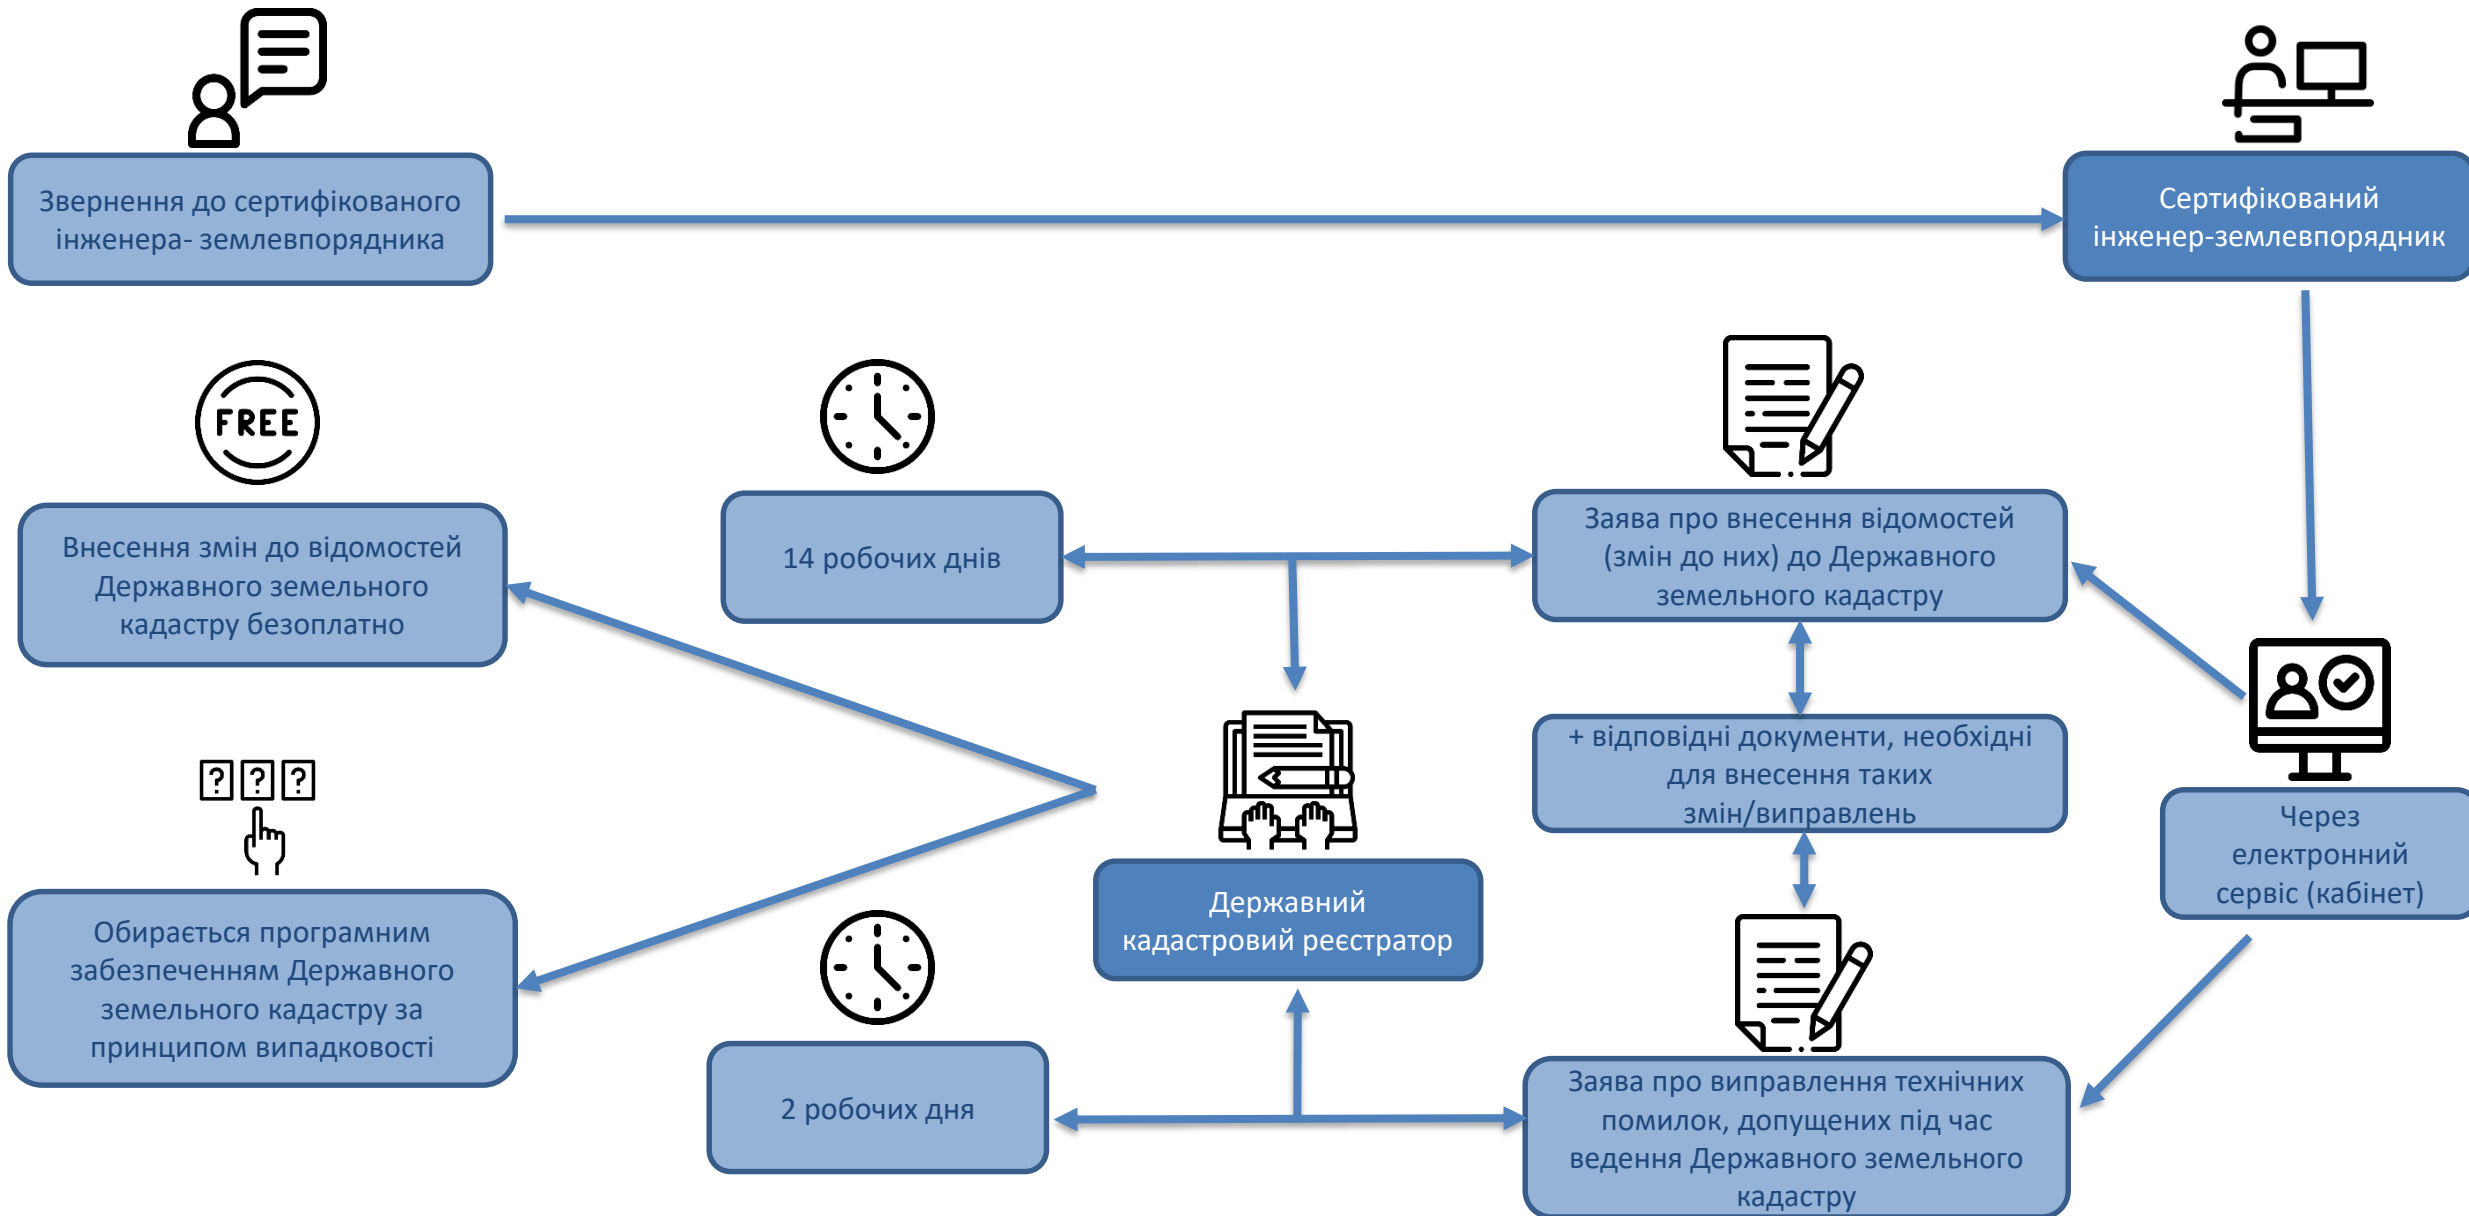 Звернення до сертифікованого
інженера- землевпорядника
Сертифікований
інженер-землевпорядник
FREE
Внесення змін до відомостей
Державного земельного
кадастру безоплатно
14 робочих днів
Заява про внесення відомостей
(змін до них) до Державного
земельного кадастру
+ відповідні документи, необхідні
для внесення таких
змін/виправлень
Через
електронний
сервіс (кабінет)
? ? ?
Обирається програмним
забезпеченням Державного
земельного кадастру за
принципом випадковості
Державний
кадастровий реєстратор
2 робочих дня
Заява про виправлення технічних
помилок, допущених під час
ведення Державного земельного
кадастру